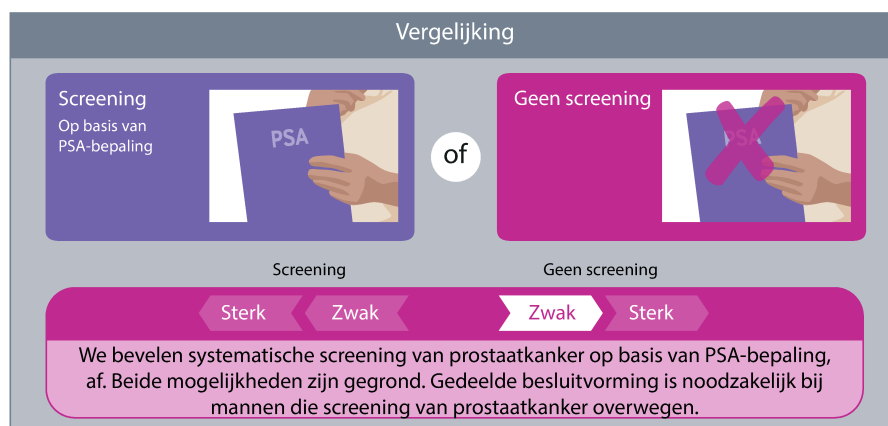 Vergelijking
Screening
Op basis van
PSA-bepaling
PSA
of
Geen screening
PSA
Screening
Geen screening
Sterk
Zwak
Zwak
Sterk
We bevelen systematische screening van prostaatkanker op basis van PSA-bepaling,
af. Beide mogelijkheden zijn gegrond. Gedeelde besluitvorming is noodzakelijk bij
mannen die screening van prostaatkanker overwegen.